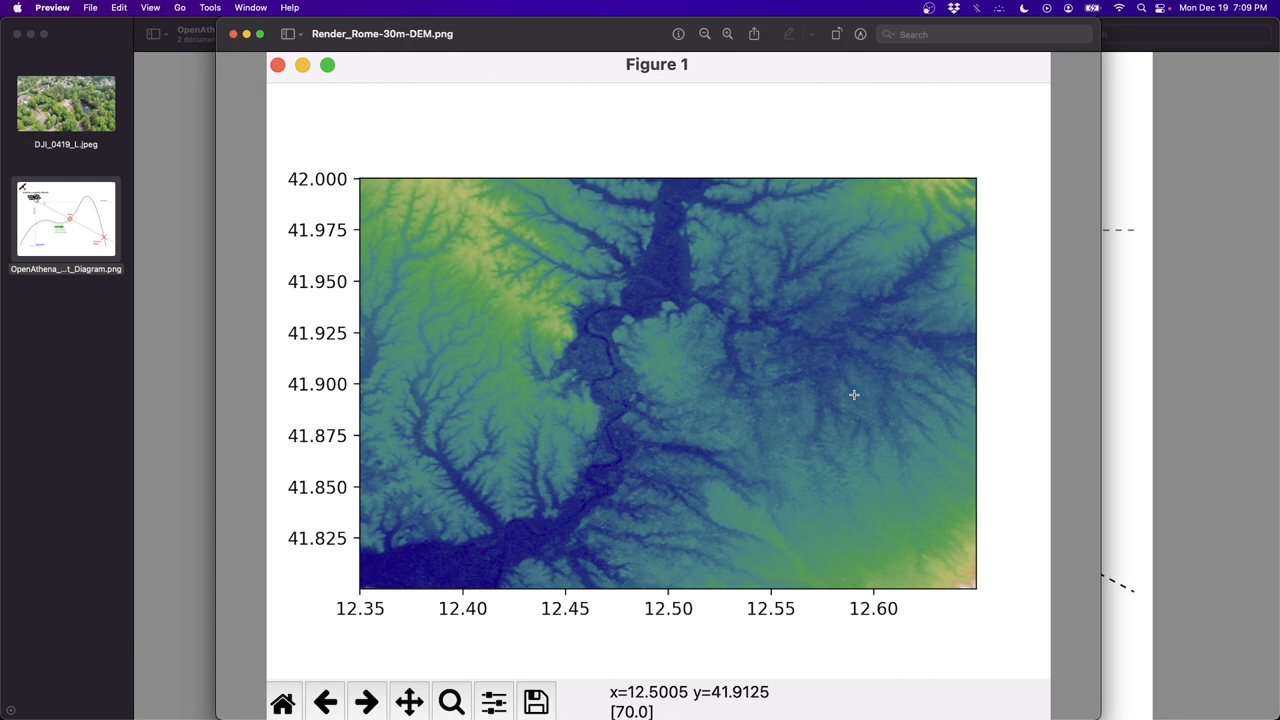 Preview File Edit View Go Tools Window Help
Mon Dec 19 7:09 PM
OpenAth
2 documen
Render_Rome-30m-DEM.png
Search
Figure 1
DJI_0419_L.jpeg
OpenAthena_...t_Diagram.png
42.000
41.975
41.950
41.925
41.900
41.875
41.850
41.825
12.35 12.40 12.45 12.50 12.55 12.60
x=12.5005 y=41.9125
[70.0]